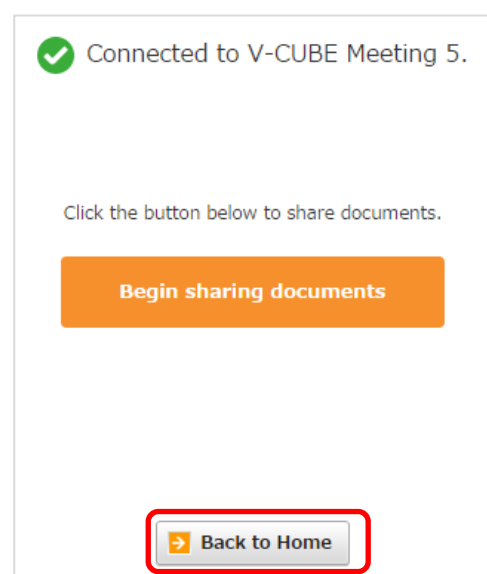 Connected to V-CUBE Meeting 5.
Click the button below to share documents.
Begin sharing documents
Back to Home